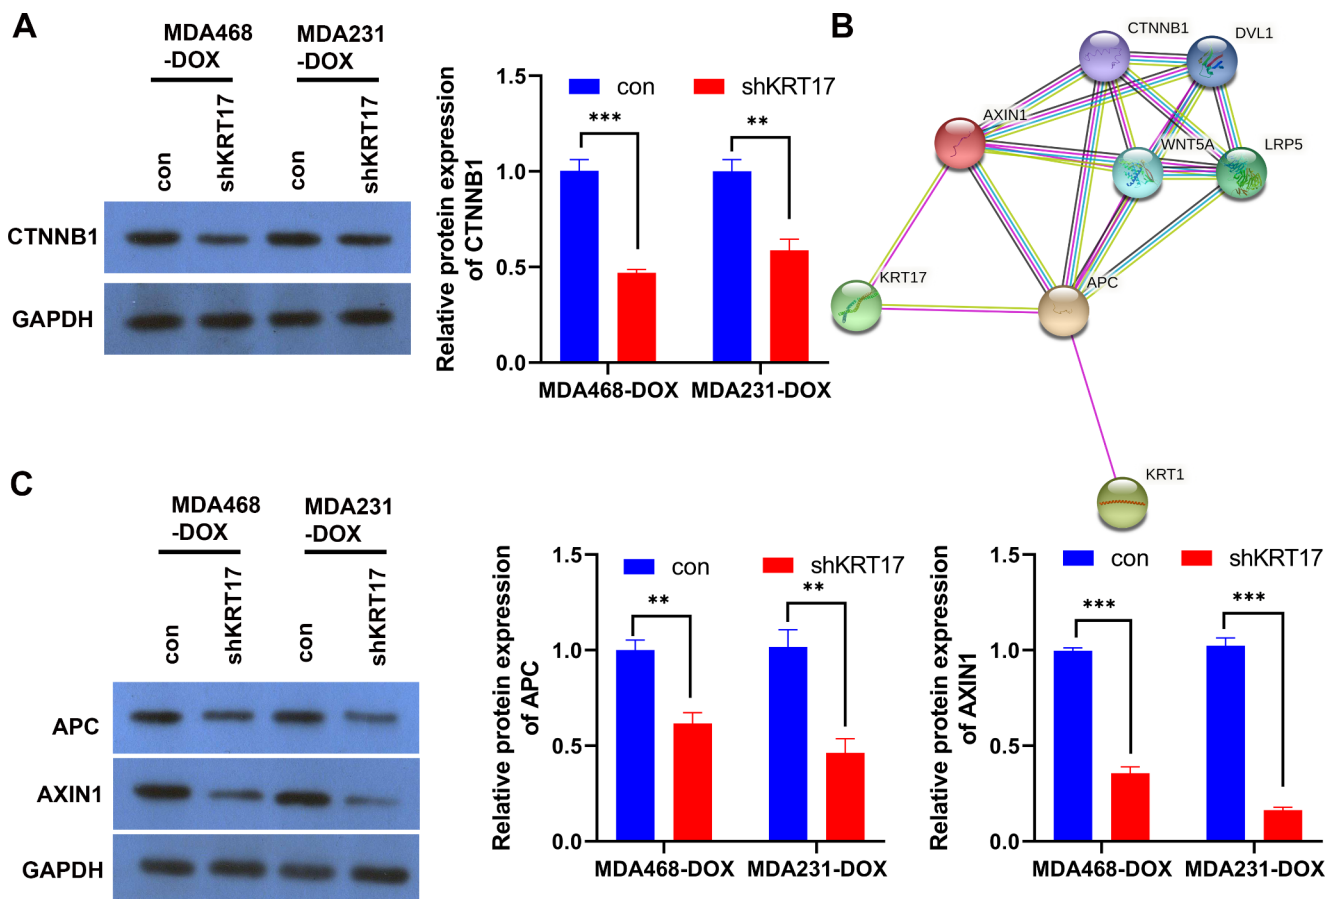 A
MDA468
-DOX
MDA231
-DOX
con
shKRT17
con
shKRT17
CTNNB1
GAPDH
Relative protein expression
of CTNNB1
1.5
1.0
0.5
0.0
con
shKRT17
***
**
MDA468-DOX
MDA231-DOX
B
CTNNB1
DVL1
AXIN1
WNT5A
LRP5
KRT17
APC
KRT1
C
MDA468
-DOX
MDA231
-DOX
con
shKRT17
con
shKRT17
APC
AXIN1
GAPDH
Relative protein expression
of APC
1.5
1.0
0.5
0.0
con
shKRT17
**
**
MDA468-DOX
MDA231-DOX
Relative protein expression
of AXIN1
1.5
1.0
0.5
0.0
con
shKRT17
***
***
MDA468-DOX
MDA231-DOX